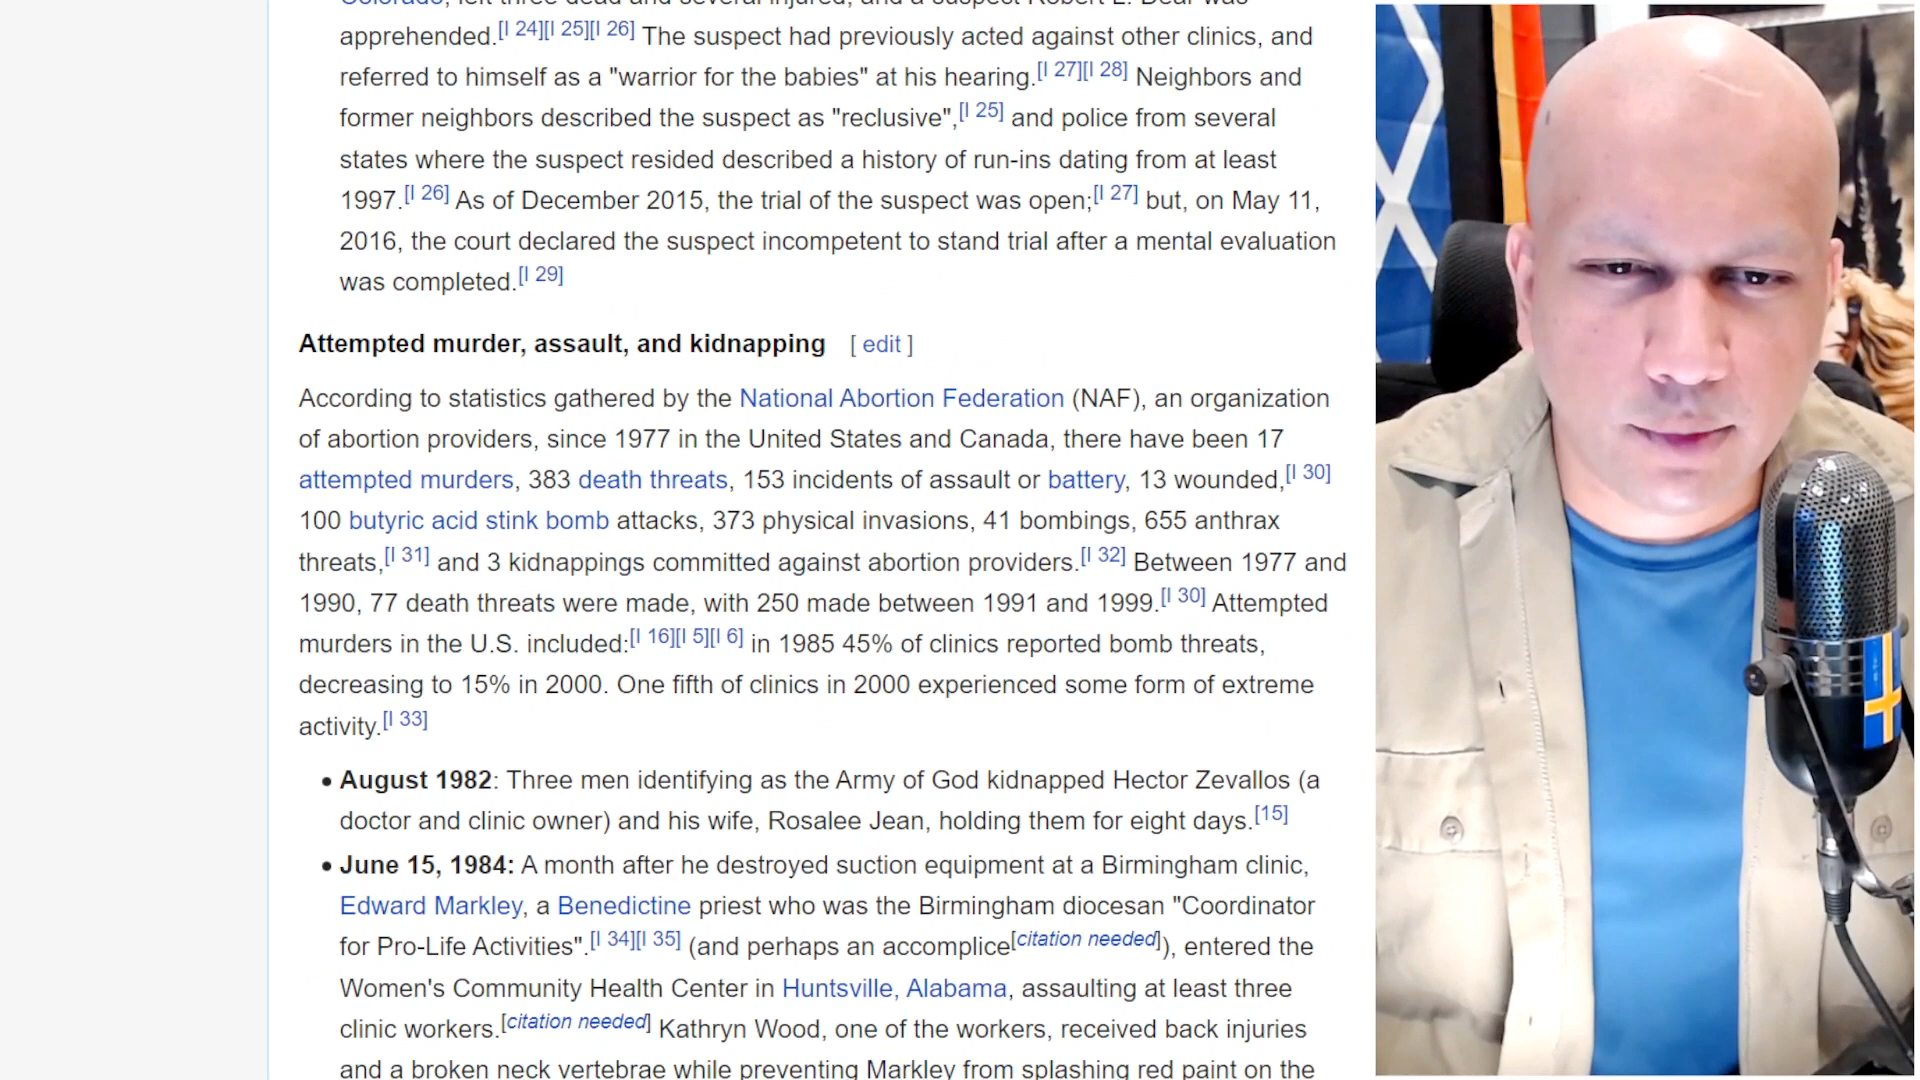 Colorado, left three dead and several injured, and a suspect Robert L. Dear was
apprehended.[I 24][I 25][I 26] The suspect had previously acted against other clinics, and
referred to himself as a "warrior for the babies" at his hearing.[I 27][I 28] Neighbors and
former neighbors described the suspect as "reclusive",[I 25] and police from several
states where the suspect resided described a history of run-ins dating from at least
1997.[I 26] As of December 2015, the trial of the suspect was open;[I 27] but, on May 11,
2016, the court declared the suspect incompetent to stand trial after a mental evaluation
was completed.[I 29]
Attempted murder, assault, and kidnapping [ edit ]
According to statistics gathered by the National Abortion Federation (NAF), an organization
of abortion providers, since 1977 in the United States and Canada, there have been 17
attempted murders, 383 death threats, 153 incidents of assault or battery, 13 wounded,[I 30]
100 butyric acid stink bomb attacks, 373 physical invasions, 41 bombings, 655 anthrax
threats,[I 31] and 3 kidnappings committed against abortion providers.[I 32] Between 1977 and
1990, 77 death threats were made, with 250 made between 1991 and 1999.[I 30] Attempted
murders in the U.S. included:[I 16][I 5][I 6] in 1985 45% of clinics reported bomb threats,
decreasing to 15% in 2000. One fifth of clinics in 2000 experienced some form of extreme
activity.[I 33]
• August 1982: Three men identifying as the Army of God kidnapped Hector Zevallos (a
doctor and clinic owner) and his wife, Rosalee Jean, holding them for eight days.[15]
• June 15, 1984: A month after he destroyed suction equipment at a Birmingham clinic,
Edward Markley, a Benedictine priest who was the Birmingham diocesan "Coordinator
for Pro-Life Activities".[I 34][I 35] (and perhaps an accomplice[citation needed]), entered the
Women's Community Health Center in Huntsville, Alabama, assaulting at least three
clinic workers.[citation needed] Kathryn Wood, one of the workers, received back injuries
and a broken neck vertebrae while preventing Markley from splashing red paint on the